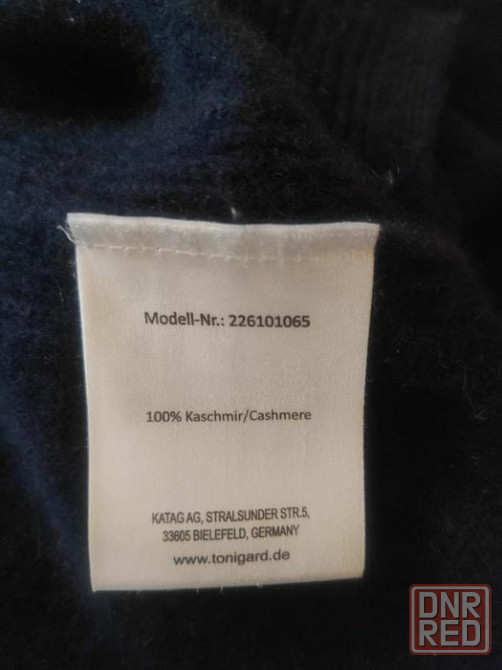 Modell-Nr.: 226101065
100% Kaschmir/Cashmere
KATAG AG, STRALSUNDER STR.5,
33605 BIELEFELD, GERMANY
www.tonigard.de
DNR
RED